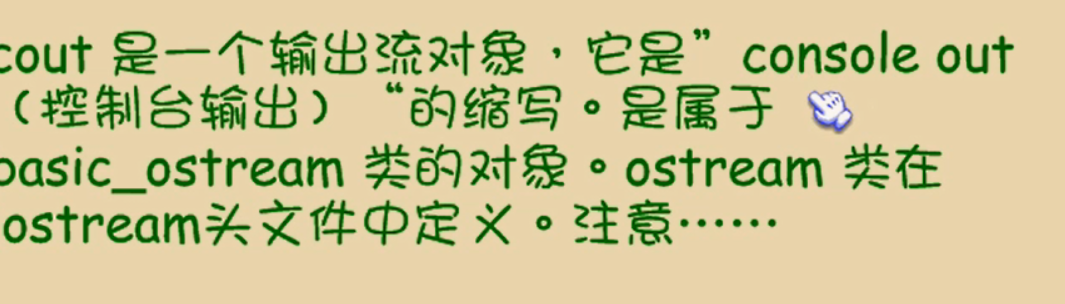 cout 是一个输出流对象，它是”console out
（控制台输出）“的缩写。是属于
basic_ostream 类的对象。ostream 类在
ostream头文件中定义。注意……